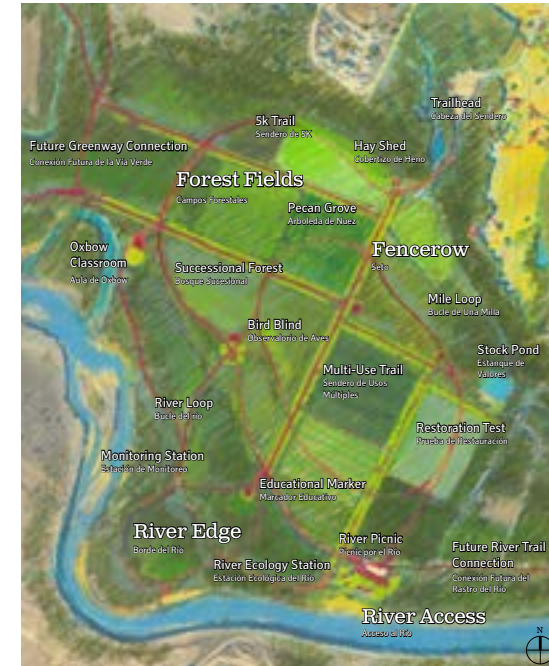 Trailhead
Cabeza del Sendero
5k Trail
Sendero de 5K
Future Greenway Connection
Conexión Futura de la Vía Verde
Hay Shed
Cobertizo de Heno
Forest Fields
Campos Forestales
Pecan Grove
Arboleda de Nuez
Oxbow
Classroom
Aula de Oxbow
Fencerow
Seto
Successional Forest
Bosque Sucesional
Mile Loop
Bucle de Una Milla
Bird Blind
Observatorio de Aves
Stock Pond
Estanque de
Valores
Multi-Use Trail
Sendero de Usos
Múltiples
River Loop
Bucle del río
Restoration Test
Prueba de Restauración
Monitoring Station
Estación de Monitoreo
Educational Marker
Marcador Educativo
River Edge
Borde del Río
River Picnic
Picnic por el Río
Future River Trail
Connection
Conexión Futura del
Rastro del Río
River Ecology Station
Estación Ecológica del Río
River Access
Acceso al Río
N